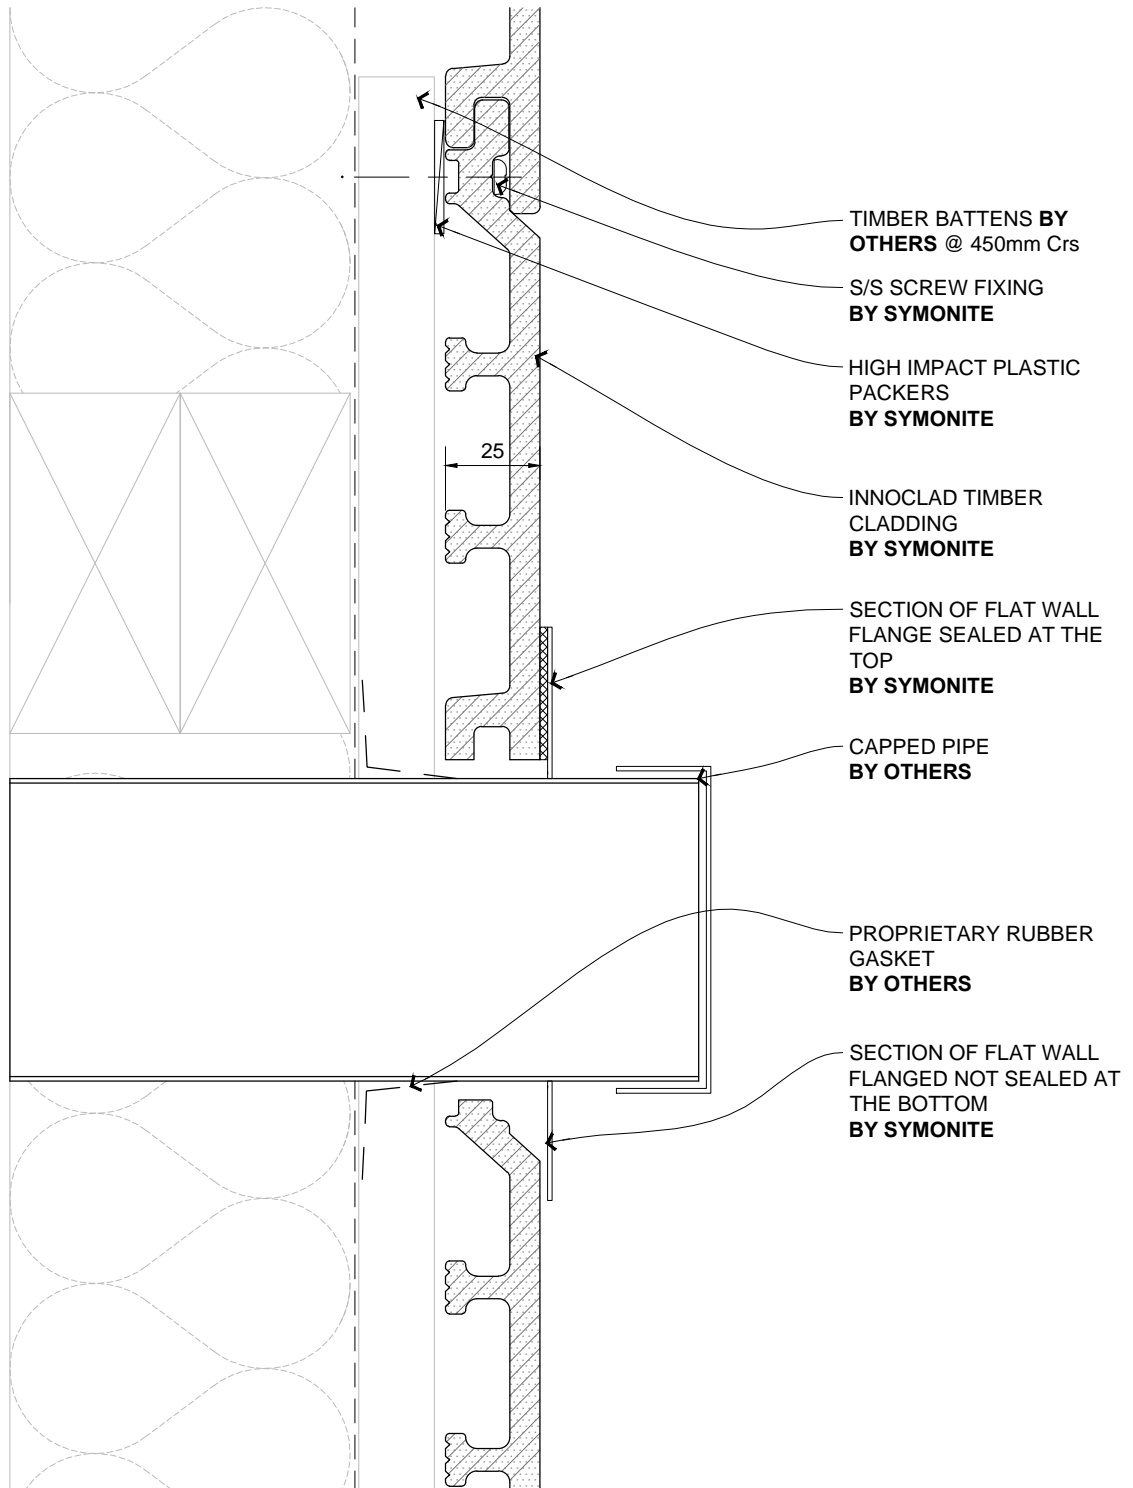 TIMBER BATTENS BY
OTHERS @ 450mm Crs
S/S SCREW FIXING
BY SYMONITE
HIGH IMPACT PLASTIC
PACKERS
BY SYMONITE
25
INNOCLAD TIMBER
CLADDING
BY SYMONITE
SECTION OF FLAT WALL
FLANGE SEALED AT THE
TOP
BY SYMONITE
CAPPED PIPE
BY OTHERS
PROPRIETARY RUBBER
GASKET
BY OTHERS
SECTION OF FLAT WALL
FLANGED NOT SEALED AT
THE BOTTOM
BY SYMONITE